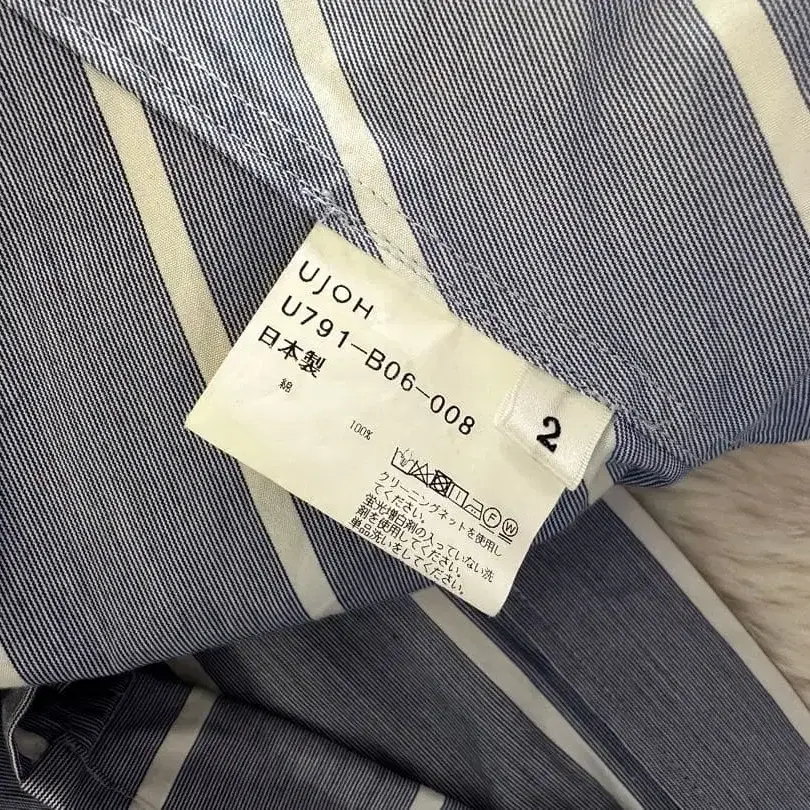 UJOH
U791-B06-008
日本製
綿
100%
2
F W
クリーニングネットを使用し
てください。
蛍光増白剤の入っていない洗
剤を使用してください。
単品洗いをしてください。